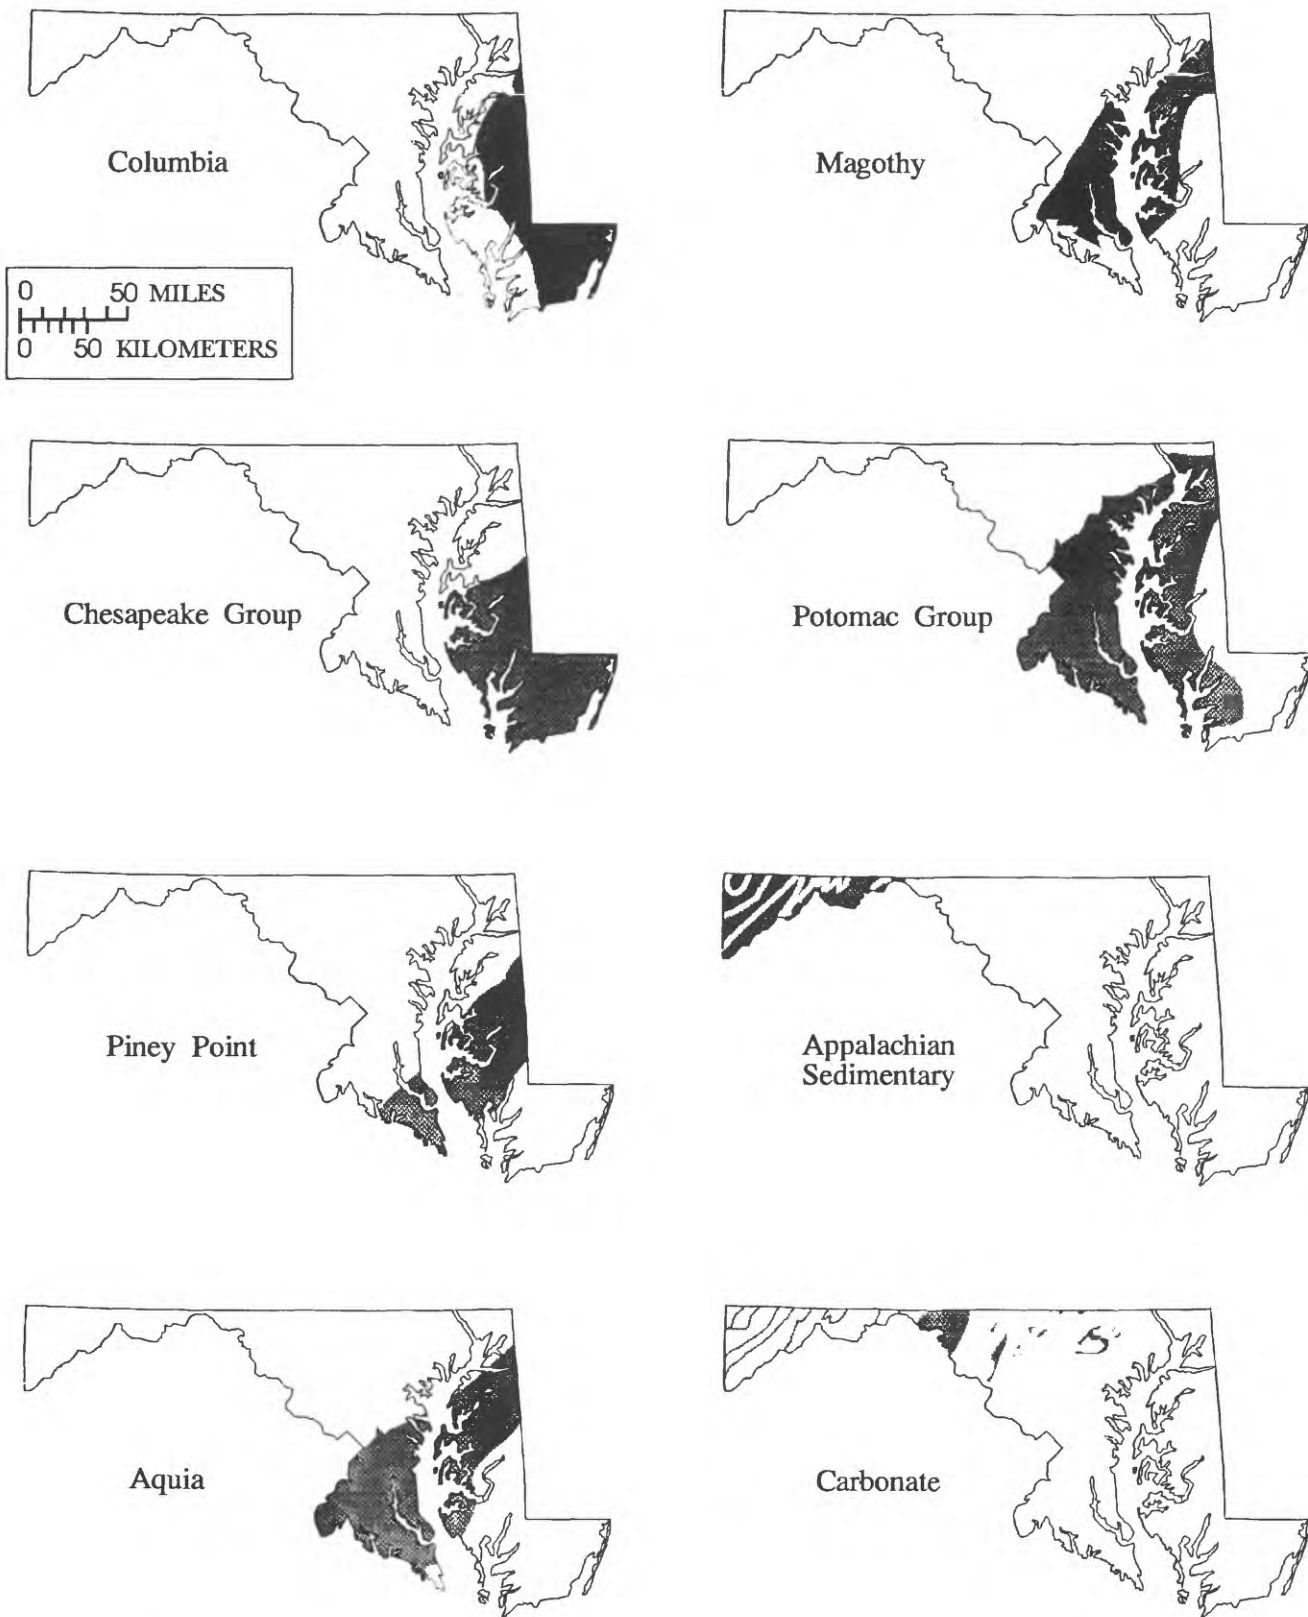 Columbia
Magothy
0 50 MILES
0 50 KILOMETERS
Chesapeake Group
Potomac Group
Piney Point
Appalachian
Sedimentary
Aquia
Carbonate